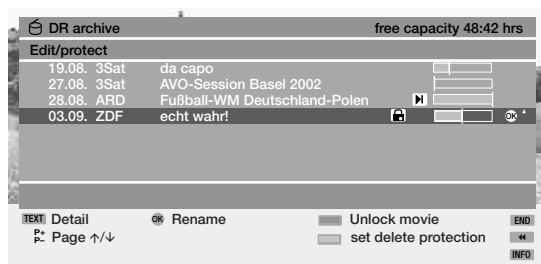 DR archive free capacity 48:42 hrs
Edit/protect
19.08. 3Sat da capo
27.08. 3Sat AVO-Session Basel 2002
28.08. ARD Fußball-WM Deutschland-Polen
03.09. ZDF echt wahr! OK
TEXT Detail OK Rename Unlock movie END
P+ P- Page ↑/↓ set delete protection
INFO